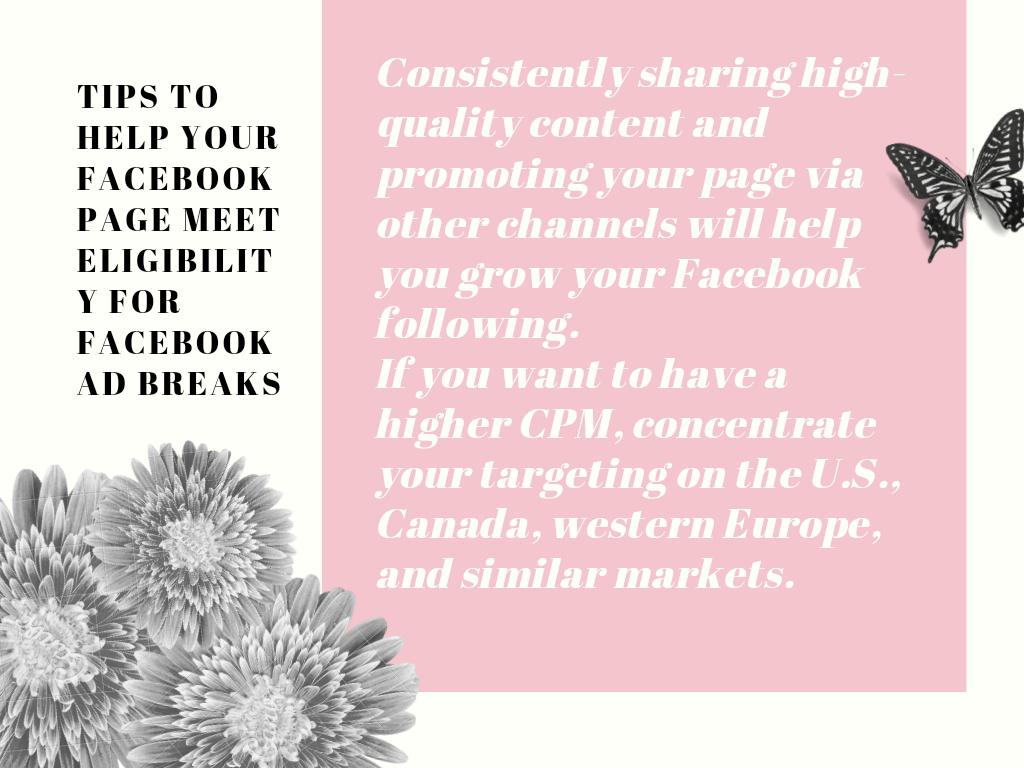 TIPS TO
HELP YOUR
FACEBOOK
PAGE MEET
ELIGIBILIT
Y FOR
FACEBOOK
AD BREAKS
Consistently sharing high-
quality content and
promoting your page via
other channels will help
you grow your Facebook
following.
If you want to have a
higher CPM, concentrate
your targeting on the U.S.,
Canada, western Europe,
and similar markets.